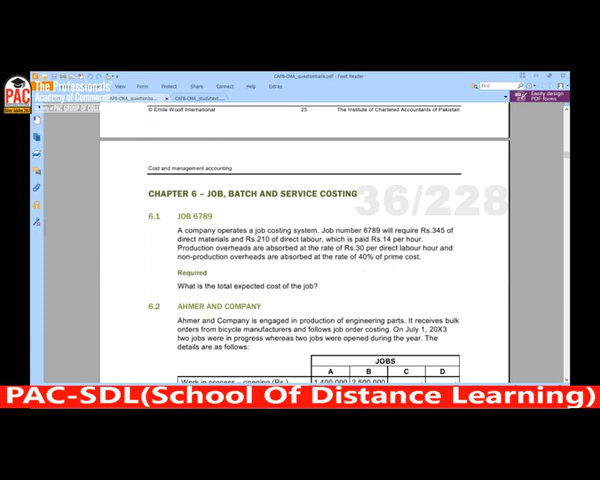 CAF8-CMA_questionbank.pdf - Foxit Reader
The Professionals'
Academy of Commerce
PAC GROUP OF COLL
PAC
View Form Protect Share Connect Help Extras
Find
Easily design
PDF forms
© Emile Woolf International 25 The Institute of Chartered Accountants of Pakistan
Cost and management accounting
36/228
CHAPTER 6 – JOB, BATCH AND SERVICE COSTING
6.1 JOB 6789
A company operates a job costing system. Job number 6789 will require Rs.345 of
direct materials and Rs.210 of direct labour, which is paid Rs.14 per hour.
Production overheads are absorbed at the rate of Rs.30 per direct labour hour and
non-production overheads are absorbed at the rate of 40% of prime cost.
Required
What is the total expected cost of the job?
6.2 AHMER AND COMPANY
Ahmer and Company is engaged in production of engineering parts. It receives bulk
orders from bicycle manufacturers and follows job order costing. On July 1, 20X3
two jobs were in progress whereas two jobs were opened during the year. The
details are as follows:
JOBS
A B C D
Work in process – opening (Rs.) 1,400,000 2,500,000 - -
PAC-SDL(School Of Distance Learning)